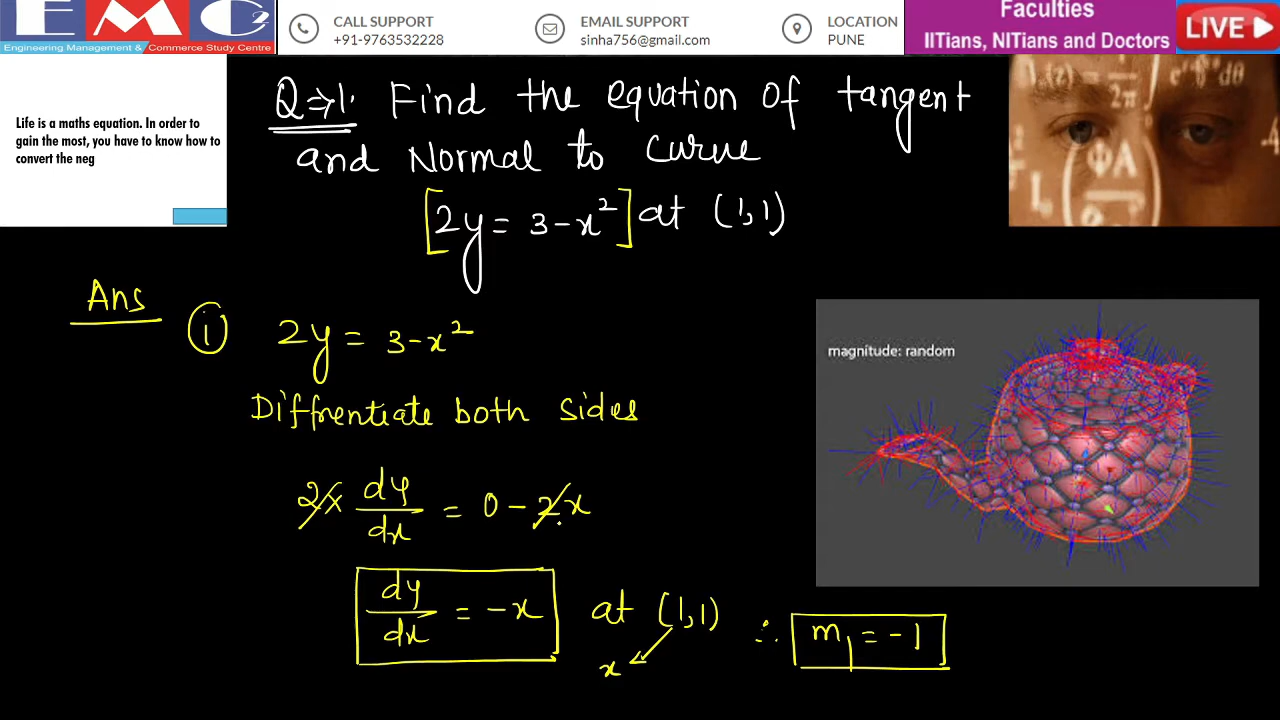 EMC2
Engineering Management & Commerce Study Centre
CALL SUPPORT
+91-9763532228
EMAIL SUPPORT
sinha756@gmail.com
LOCATION
PUNE
Faculties
IITians, NITians and Doctors
LIVE
Life is a maths equation. In order to
gain the most, you have to know how to
convert the neg
Q⇒1. Find the equation of tangent
and Normal to curve
[2y = 3-x²] at (1,1)
Ans
i 2y = 3-x²
Diffrentiate both sides
2× dy/dx = 0 - 2x
dy/dx = -x at (1,1) ∴ m₁ = -1
x
magnitude: random